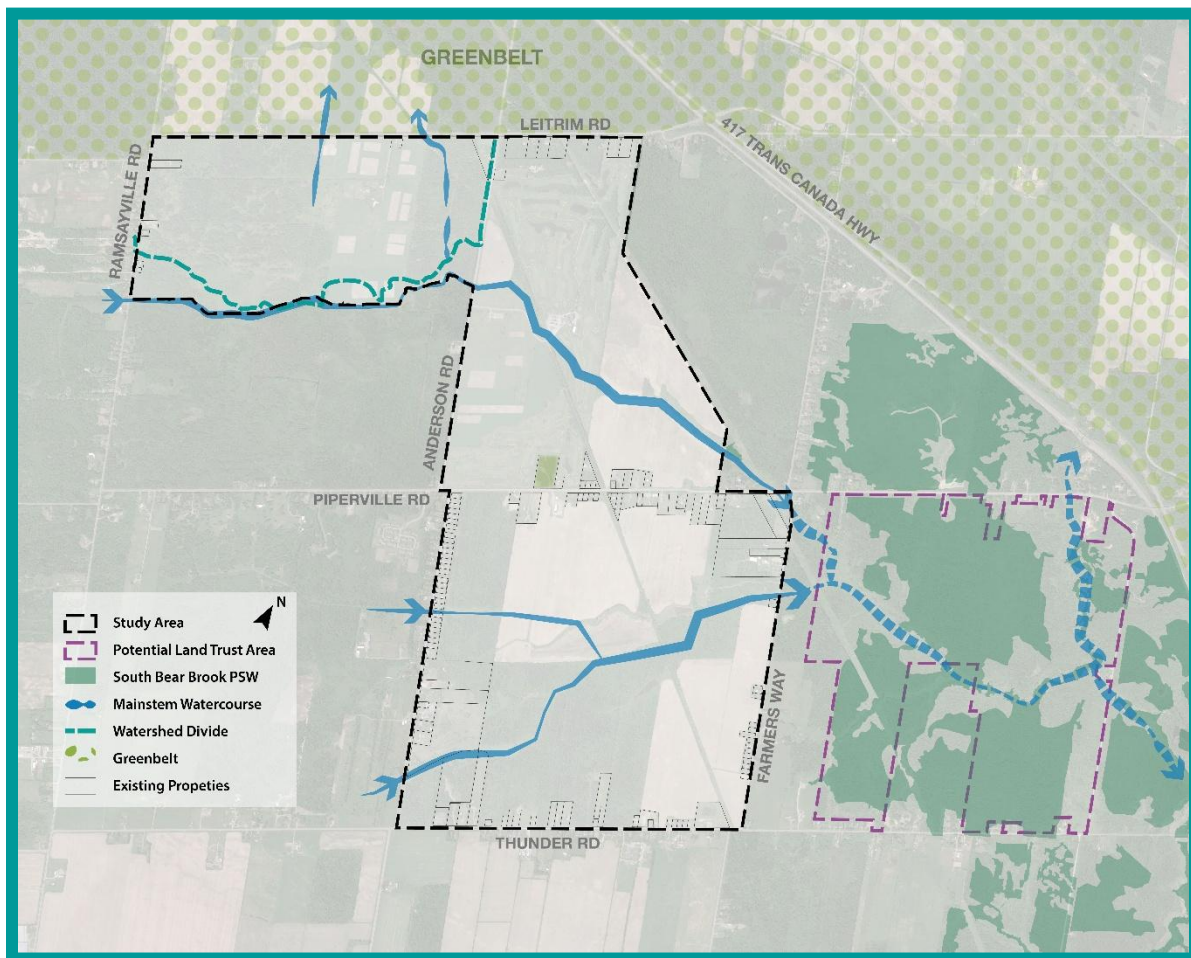 GREENBELT
LEITRIM RD
417 TRANS CANADA HWY
RAMSAYVILLE RD
ANDERSON RD
PIPERVILLE RD
FARMERS WAY
THUNDER RD
N
Study Area
Potential Land Trust Area
South Bear Brook PSW
Mainstem Watercourse
Watershed Divide
Greenbelt
Existing Propeties